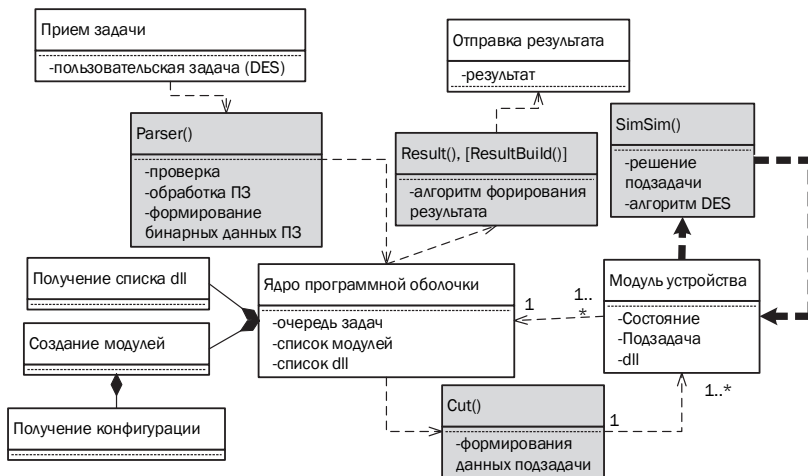 Прием задачи
-пользовательская задача (DES)
Отправка результата
-результат
Parser()
-проверка
-обработка ПЗ
-формирование
бинарных данных ПЗ
Result(), [ResultBuild()]
-алгоритм форирования
результата
SimSim()
-решение
подзадачи
-алгоритм DES
Получение списка dll
Создание модулей
Получение конфигурации
Ядро программной оболочки
-очередь задач
-список модулей
-список dll
1
1..
*
Модуль устройства
-Состояние
-Подзадача
-dll
Cut()
-формирования
данных подзадачи
1
1..*